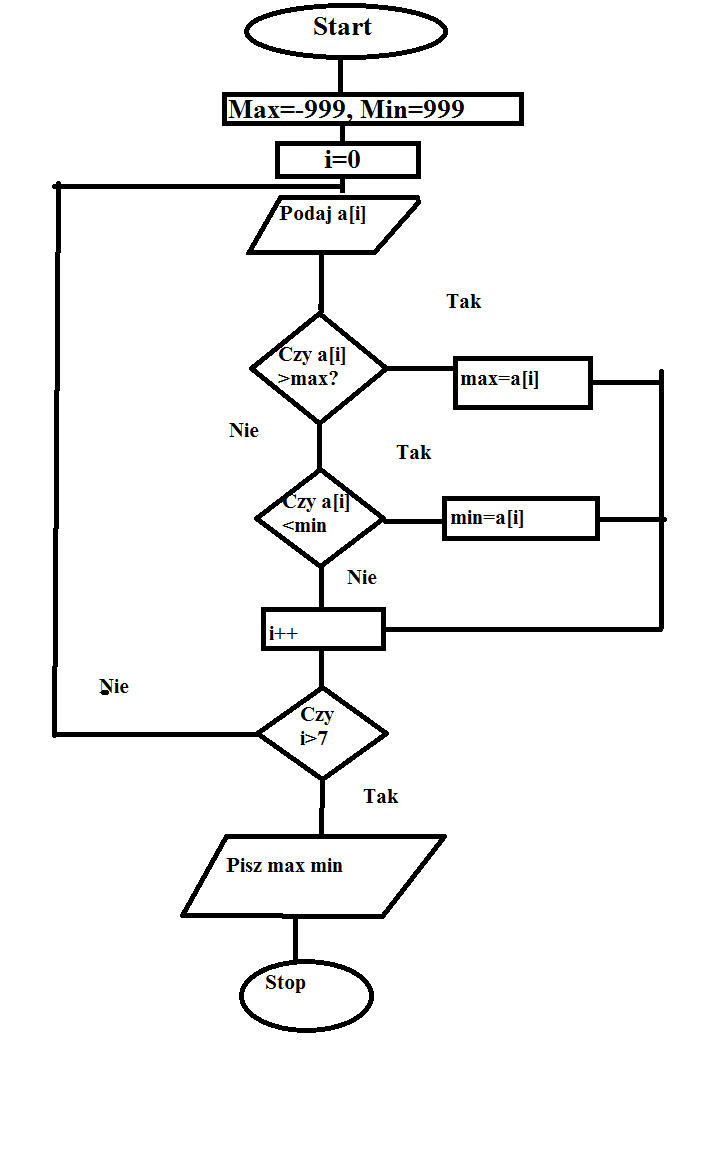 Start
Max=-999, Min=999
i=0
Podaj a[i]
Tak
Czy a[i]
>max?
max=a[i]
Nie
Tak
Czy a[i]
<min
min=a[i]
Nie
i++
Nie
Czy
i>7
Tak
Pisz max min
Stop